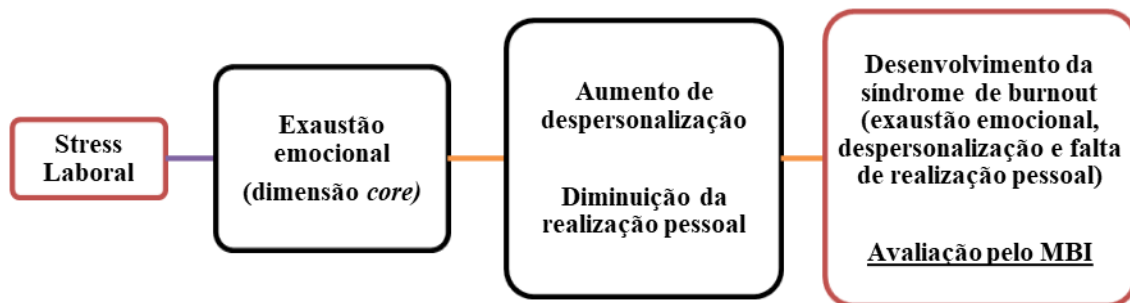 Stress
Laboral
Exaustão
emocional
(dimensão core)
Aumento de
despersonalização
Diminuição da
realização pessoal
Desenvolvimento da
síndrome de burnout
(exaustão emocional,
despersonalização e falta
de realização pessoal)
Avaliação pelo MBI